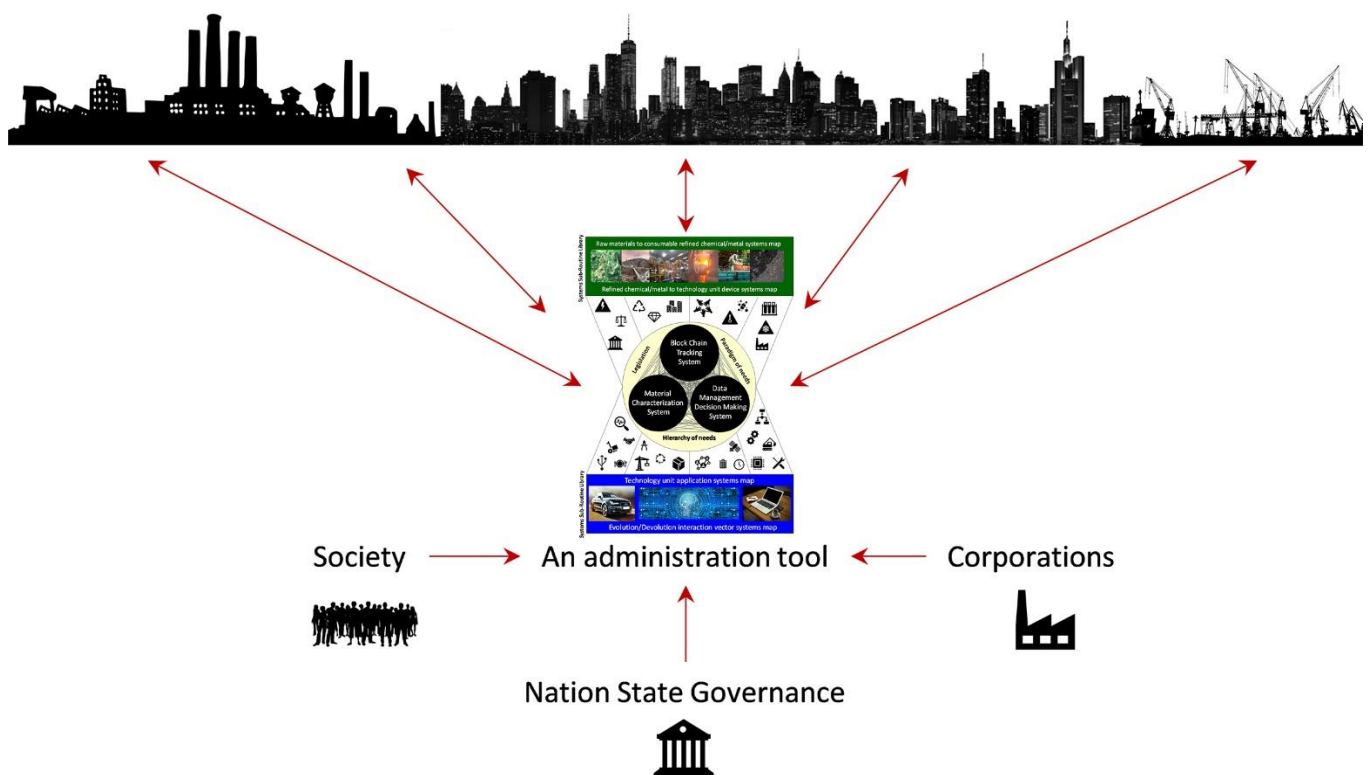 Systems Sub-Routine Library
Raw materials to consumable refined chemical/metal systems map
Refined chemical/metal to technology unit device systems map
Legislation
Paradigm of needs
Block Chain
Tracking
System
Material
Characterization
System
Data
Management
Decision Making
System
Hierarchy of needs
Systems Sub-Routine Library
Technology unit application systems map
Evolution/Devolution interaction vector systems map
Society
An administration tool
Corporations
Nation State Governance